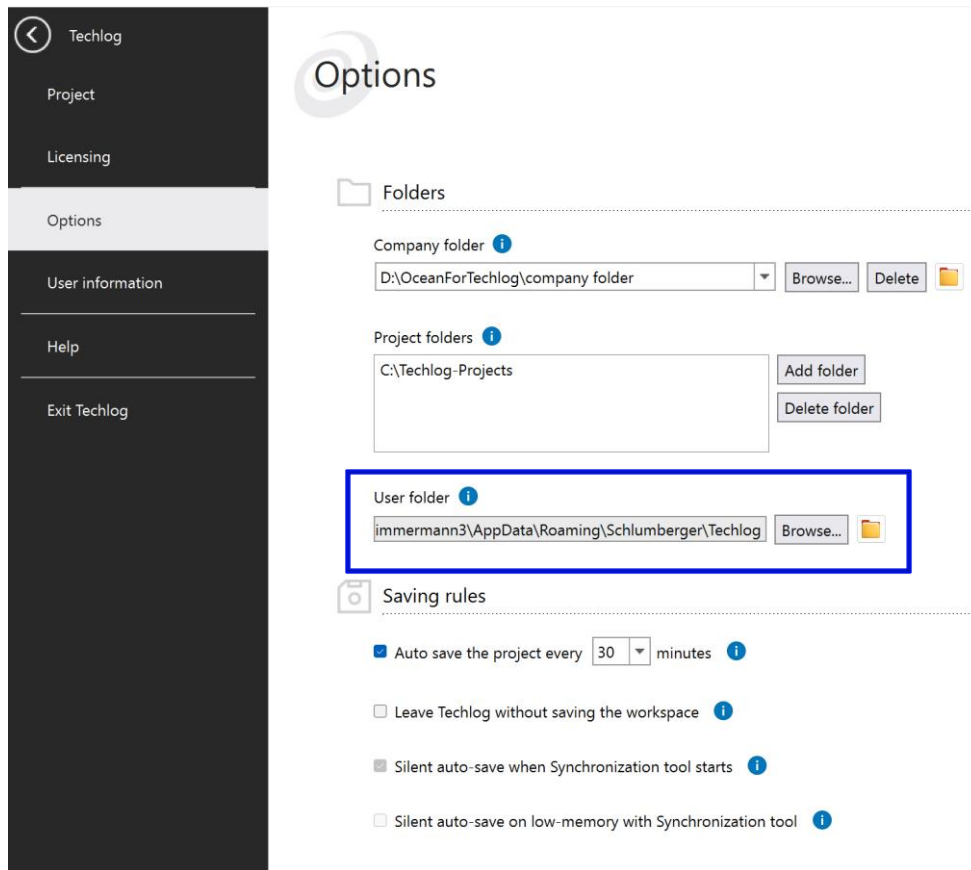 Techlog
Project
Licensing
Options
User information
Help
Exit Techlog
Options
Folders
Company folder
D:\OceanForTechlog\company folder
Browse... Delete
Project folders
C:\Techlog-Projects
Add folder
Delete folder
User folder
immermann3\AppData\Roaming\Schlumberger\Techlog Browse...
Saving rules
Auto save the project every 30 minutes
Leave Techlog without saving the workspace
Silent auto-save when Synchronization tool starts
Silent auto-save on low-memory with Synchronization tool